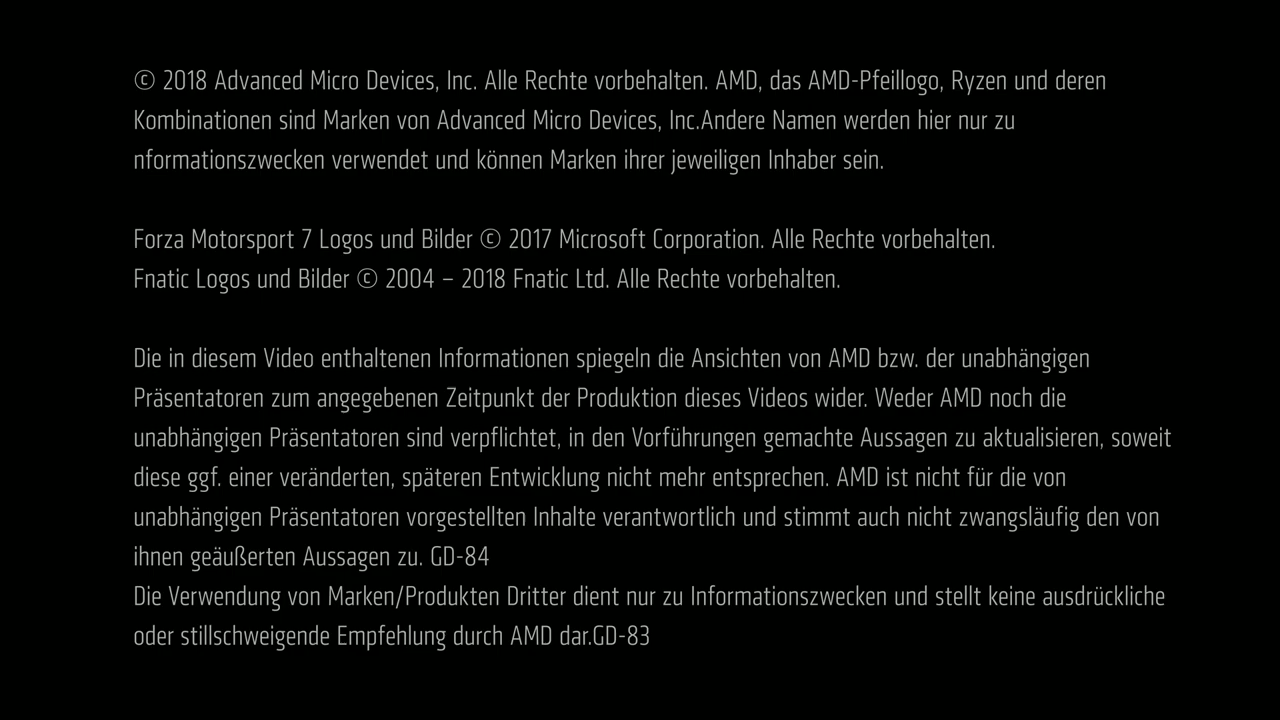 © 2018 Advanced Micro Devices, Inc. Alle Rechte vorbehalten. AMD, das AMD-Pfeillogo, Ryzen und deren
Kombinationen sind Marken von Advanced Micro Devices, Inc.Andere Namen werden hier nur zu
nformationszwecken verwendet und können Marken ihrer jeweiligen Inhaber sein.
Forza Motorsport 7 Logos und Bilder © 2017 Microsoft Corporation. Alle Rechte vorbehalten.
Fnatic Logos und Bilder © 2004 – 2018 Fnatic Ltd. Alle Rechte vorbehalten.
Die in diesem Video enthaltenen Informationen spiegeln die Ansichten von AMD bzw. der unabhängigen
Präsentatoren zum angegebenen Zeitpunkt der Produktion dieses Videos wider. Weder AMD noch die
unabhängigen Präsentatoren sind verpflichtet, in den Vorführungen gemachte Aussagen zu aktualisieren, soweit
diese ggf. einer veränderten, späteren Entwicklung nicht mehr entsprechen. AMD ist nicht für die von
unabhängigen Präsentatoren vorgestellten Inhalte verantwortlich und stimmt auch nicht zwangsläufig den von
ihnen geäußerten Aussagen zu. GD-84
Die Verwendung von Marken/Produkten Dritter dient nur zu Informationszwecken und stellt keine ausdrückliche
oder stillschweigende Empfehlung durch AMD dar.GD-83